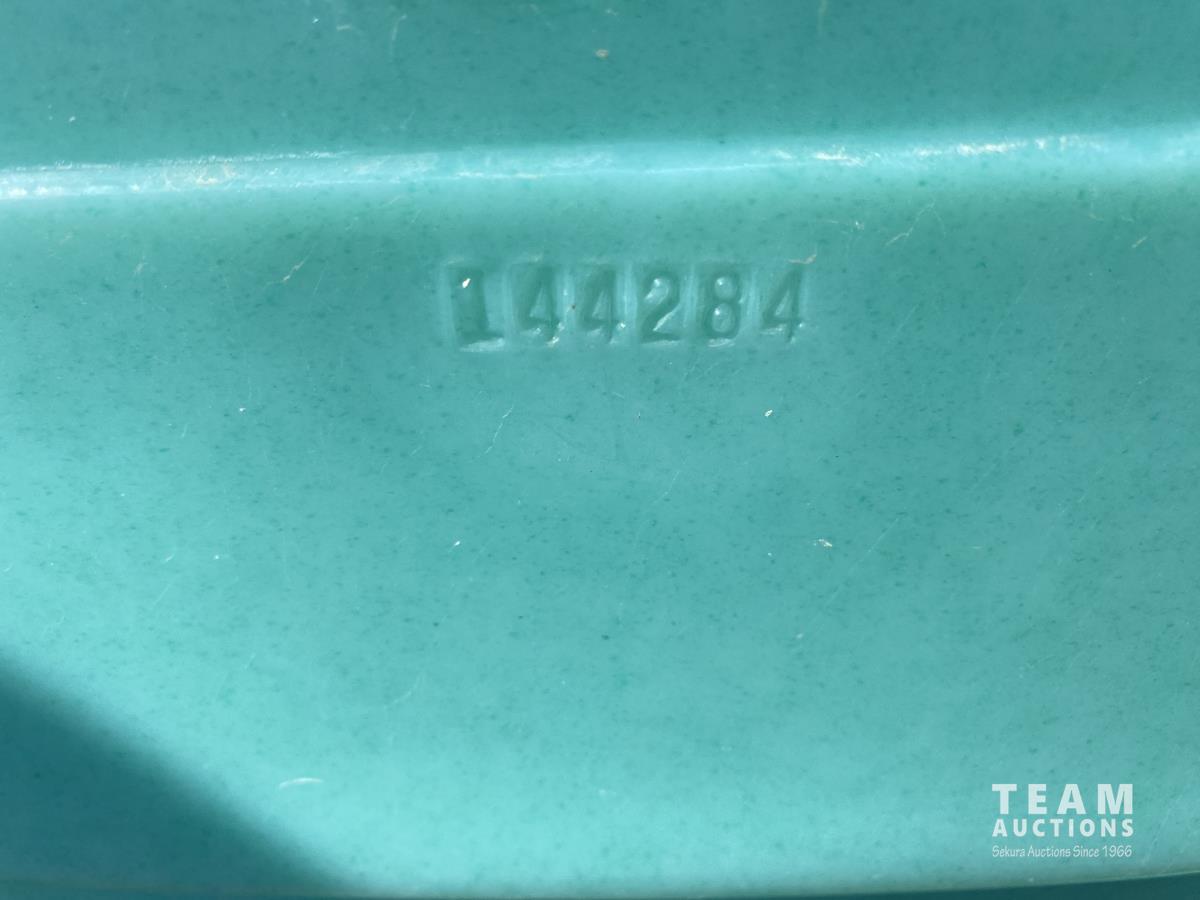 144284
TEAM
AUCTIONS
Sekura Auctions Since 1966